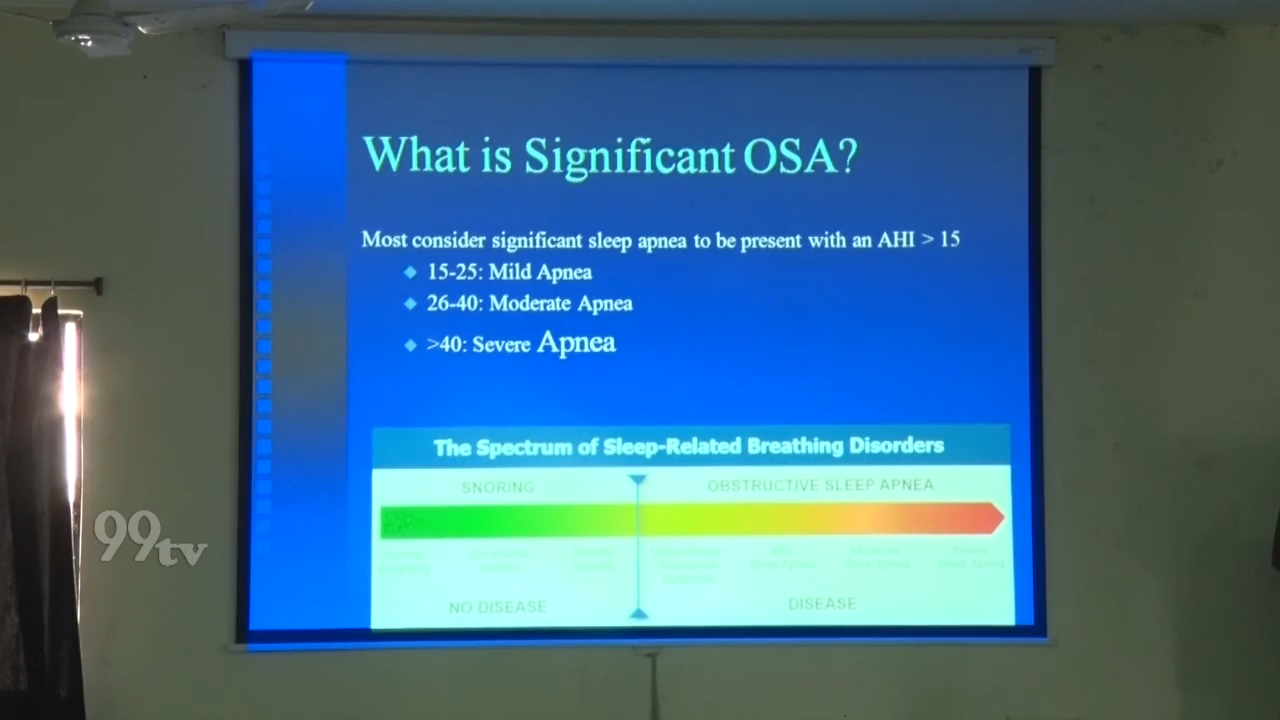 What is Significant OSA?
Most consider significant sleep apnea to be present with an AHI > 15
15-25: Mild Apnea
26-40: Moderate Apnea
>40: Severe Apnea
The Spectrum of Sleep-Related Breathing Disorders
SNORING
OBSTRUCTIVE SLEEP APNEA
NO DISEASE
DISEASE
99tv